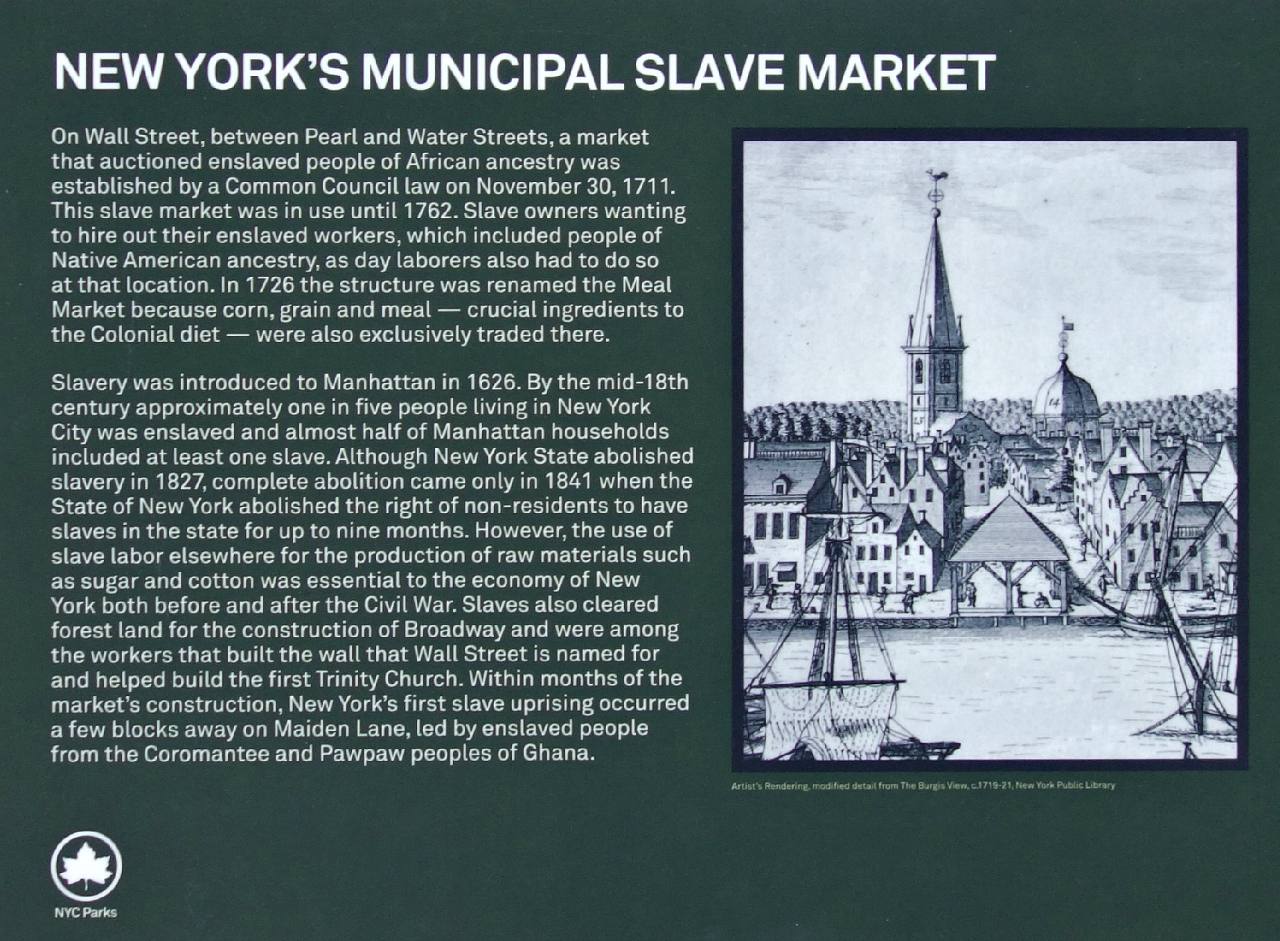 NEW YORK'S MUNICIPAL SLAVE MARKET
On Wall Street, between Pearl and Water Streets, a market
that auctioned enslaved people of African ancestry was
established by a Common Council law on November 30, 1711.
This slave market was in use until 1762. Slave owners wanting
to hire out their enslaved workers, which included people of
Native American ancestry, as day laborers also had to do so
at that location. In 1726 the structure was renamed the Meal
Market because corn, grain and meal — crucial ingredients to
the Colonial diet — were also exclusively traded there.
Slavery was introduced to Manhattan in 1626. By the mid-18th
century approximately one in five people living in New York
City was enslaved and almost half of Manhattan households
included at least one slave. Although New York State abolished
slavery in 1827, complete abolition came only in 1841 when the
State of New York abolished the right of non-residents to have
slaves in the state for up to nine months. However, the use of
slave labor elsewhere for the production of raw materials such
as sugar and cotton was essential to the economy of New
York both before and after the Civil War. Slaves also cleared
forest land for the construction of Broadway and were among
the workers that built the wall that Wall Street is named for
and helped build the first Trinity Church. Within months of the
market's construction, New York's first slave uprising occurred
a few blocks away on Maiden Lane, led by enslaved people
from the Coromantee and Pawpaw peoples of Ghana.
14
Artist's Rendering, modified detail from The Burgis View, c.1719-21, New York Public Library
NYC Parks